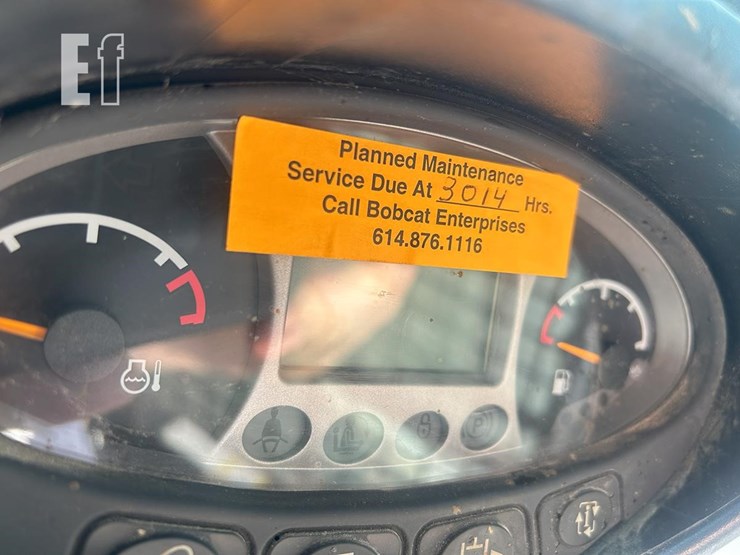 Ef
Planned Maintenance
Service Due At 3014 Hrs.
Call Bobcat Enterprises
614.876.1116